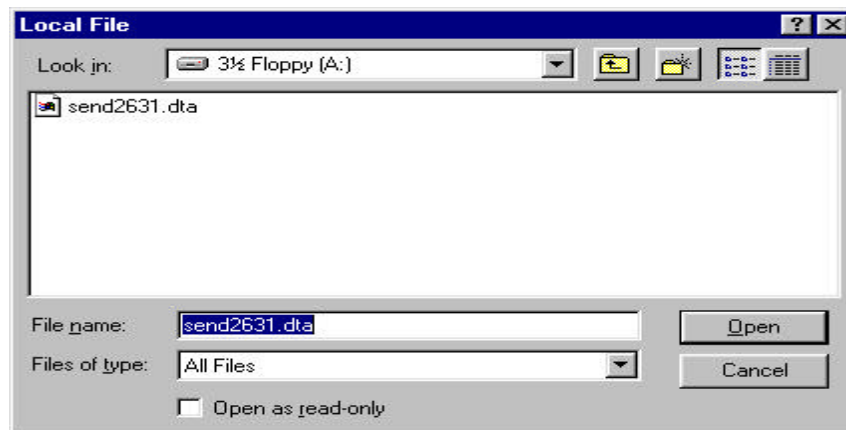 Local File
Look in: 3½ Floppy (A:)
send2631.dta
File name: send2631.dta Open
Files of type: All Files Cancel
Open as read-only